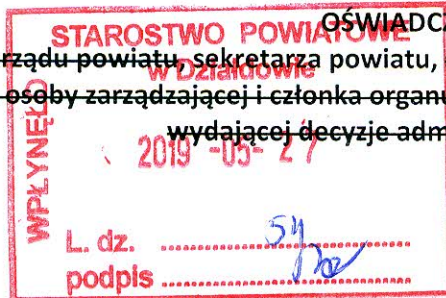 OŚWIADC
STAROSTWO POWIATOWE
rządu powiatu, sekretarza powiatu,
w Działdowie
osoby zarządzającej i członka organu
wydającej decyzje adm
WPŁYNĘŁO
2019 -05- 27
L. dz.
podpis